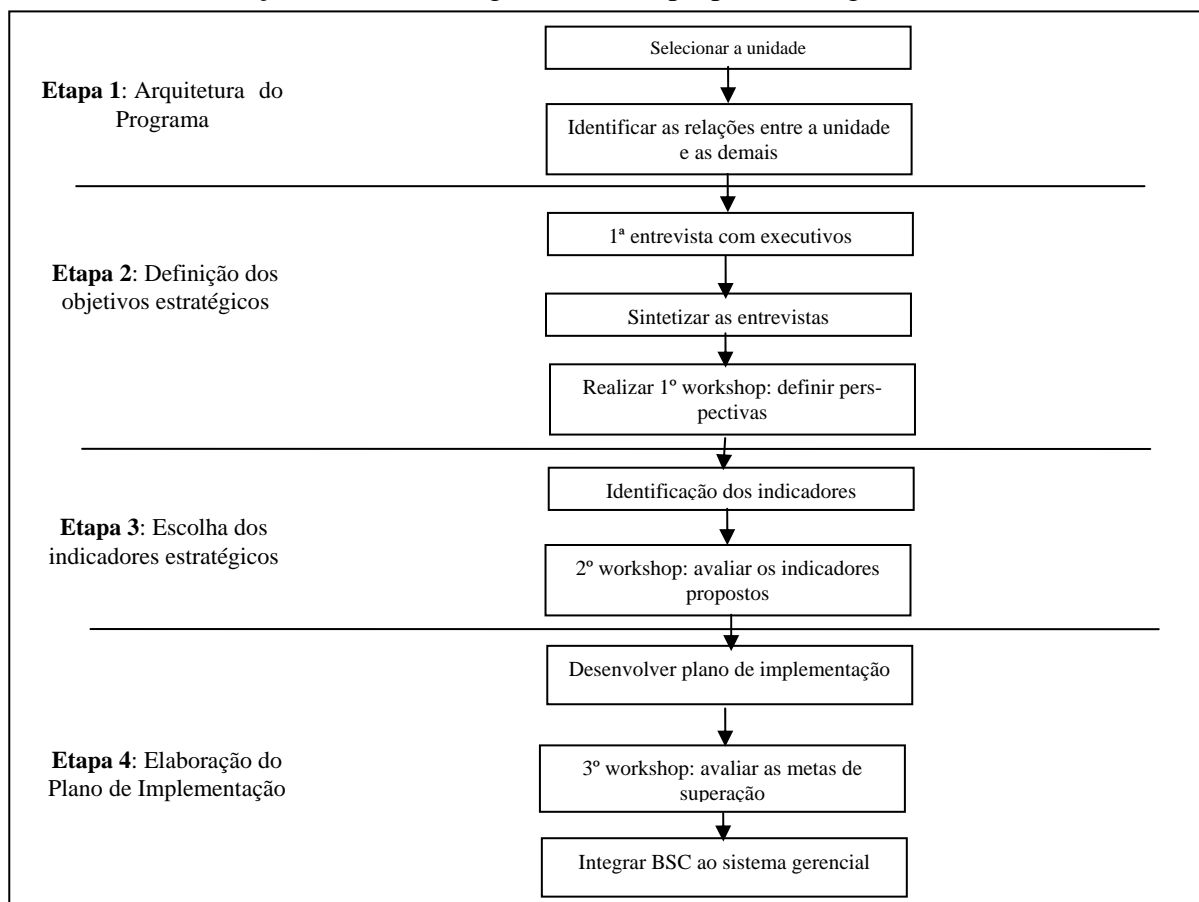 Selecionar a unidade
Etapa 1: Arquitetura do
Programa
Identificar as relações entre a unidade
e as demais
1ª entrevista com executivos
Etapa 2: Definição dos
objetivos estratégicos
Sintetizar as entrevistas
Realizar 1º workshop: definir pers-
pectivas
Identificação dos indicadores
Etapa 3: Escolha dos
indicadores estratégicos
2º workshop: avaliar os indicadores
propostos
Desenvolver plano de implementação
Etapa 4: Elaboração do
Plano de Implementação
3º workshop: avaliar as metas de
superação
Integrar BSC ao sistema gerencial